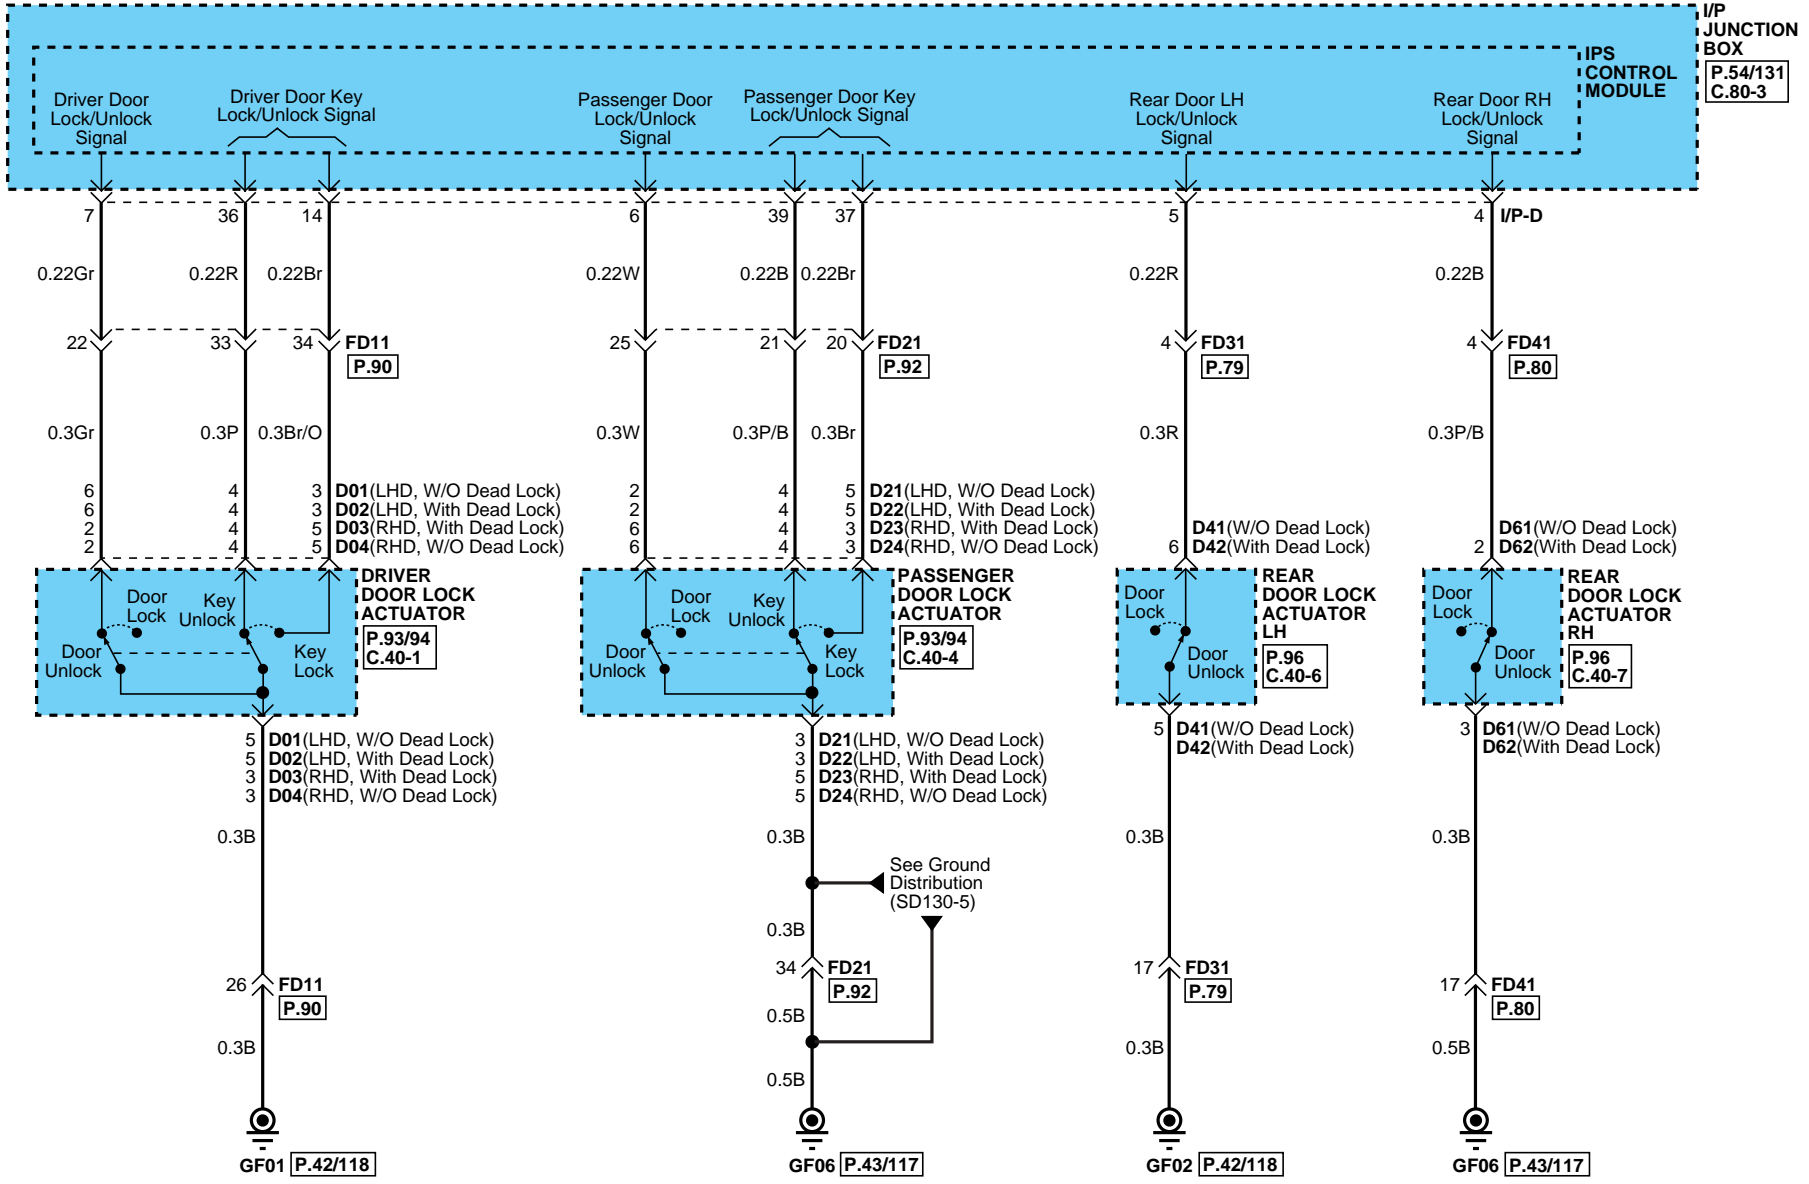 I/P
JUNCTION
BOX
P.54/131
C.80-3
IPS
CONTROL
MODULE
Driver Door
Lock/Unlock
Signal
Driver Door Key
Lock/Unlock Signal
Passenger Door
Lock/Unlock
Signal
Passenger Door Key
Lock/Unlock Signal
Rear Door LH
Lock/Unlock
Signal
Rear Door RH
Lock/Unlock
Signal
7 36 14 6 39 37 5 4 I/P-D
0.22Gr 0.22R 0.22Br 0.22W 0.22B 0.22Br 0.22R 0.22B
22 33 34 FD11 25 21 20 FD21 4 FD31 4 FD41
P.90 P.92 P.79 P.80
0.3Gr 0.3P 0.3Br/O 0.3W 0.3P/B 0.3Br 0.3R 0.3P/B
6 4 3 D01(LHD, W/O Dead Lock)
6 4 3 D02(LHD, With Dead Lock)
2 4 5 D03(RHD, With Dead Lock)
2 4 5 D04(RHD, W/O Dead Lock)
2 4 5 D21(LHD, W/O Dead Lock)
2 4 5 D22(LHD, With Dead Lock)
6 4 3 D23(RHD, With Dead Lock)
6 4 3 D24(RHD, W/O Dead Lock)
D41(W/O Dead Lock)
6 D42(With Dead Lock)
D61(W/O Dead Lock)
2 D62(With Dead Lock)
Door
Lock
Key
Unlock
Door
Unlock
Key
Lock
DRIVER
DOOR LOCK
ACTUATOR
P.93/94
C.40-1
Door
Lock
Key
Unlock
Door
Unlock
Key
Lock
PASSENGER
DOOR LOCK
ACTUATOR
P.93/94
C.40-4
Door
Lock
Door
Unlock
REAR
DOOR LOCK
ACTUATOR
LH
P.96
C.40-6
Door
Lock
Door
Unlock
REAR
DOOR LOCK
ACTUATOR
RH
P.96
C.40-7
5 D01(LHD, W/O Dead Lock)
5 D02(LHD, With Dead Lock)
3 D03(RHD, With Dead Lock)
3 D04(RHD, W/O Dead Lock)
3 D21(LHD, W/O Dead Lock)
3 D22(LHD, With Dead Lock)
5 D23(RHD, With Dead Lock)
5 D24(RHD, W/O Dead Lock)
5 D41(W/O Dead Lock)
D42(With Dead Lock)
3 D61(W/O Dead Lock)
D62(With Dead Lock)
0.3B 0.3B 0.3B 0.3B
See Ground
Distribution
(SD130-5)
0.3B
34 FD21
P.92
17 FD31
P.79
26 FD11
P.90
17 FD41
P.80
0.5B
0.3B 0.3B 0.5B
0.5B
GF01 P.42/118 GF06 P.43/117 GF02 P.42/118 GF06 P.43/117